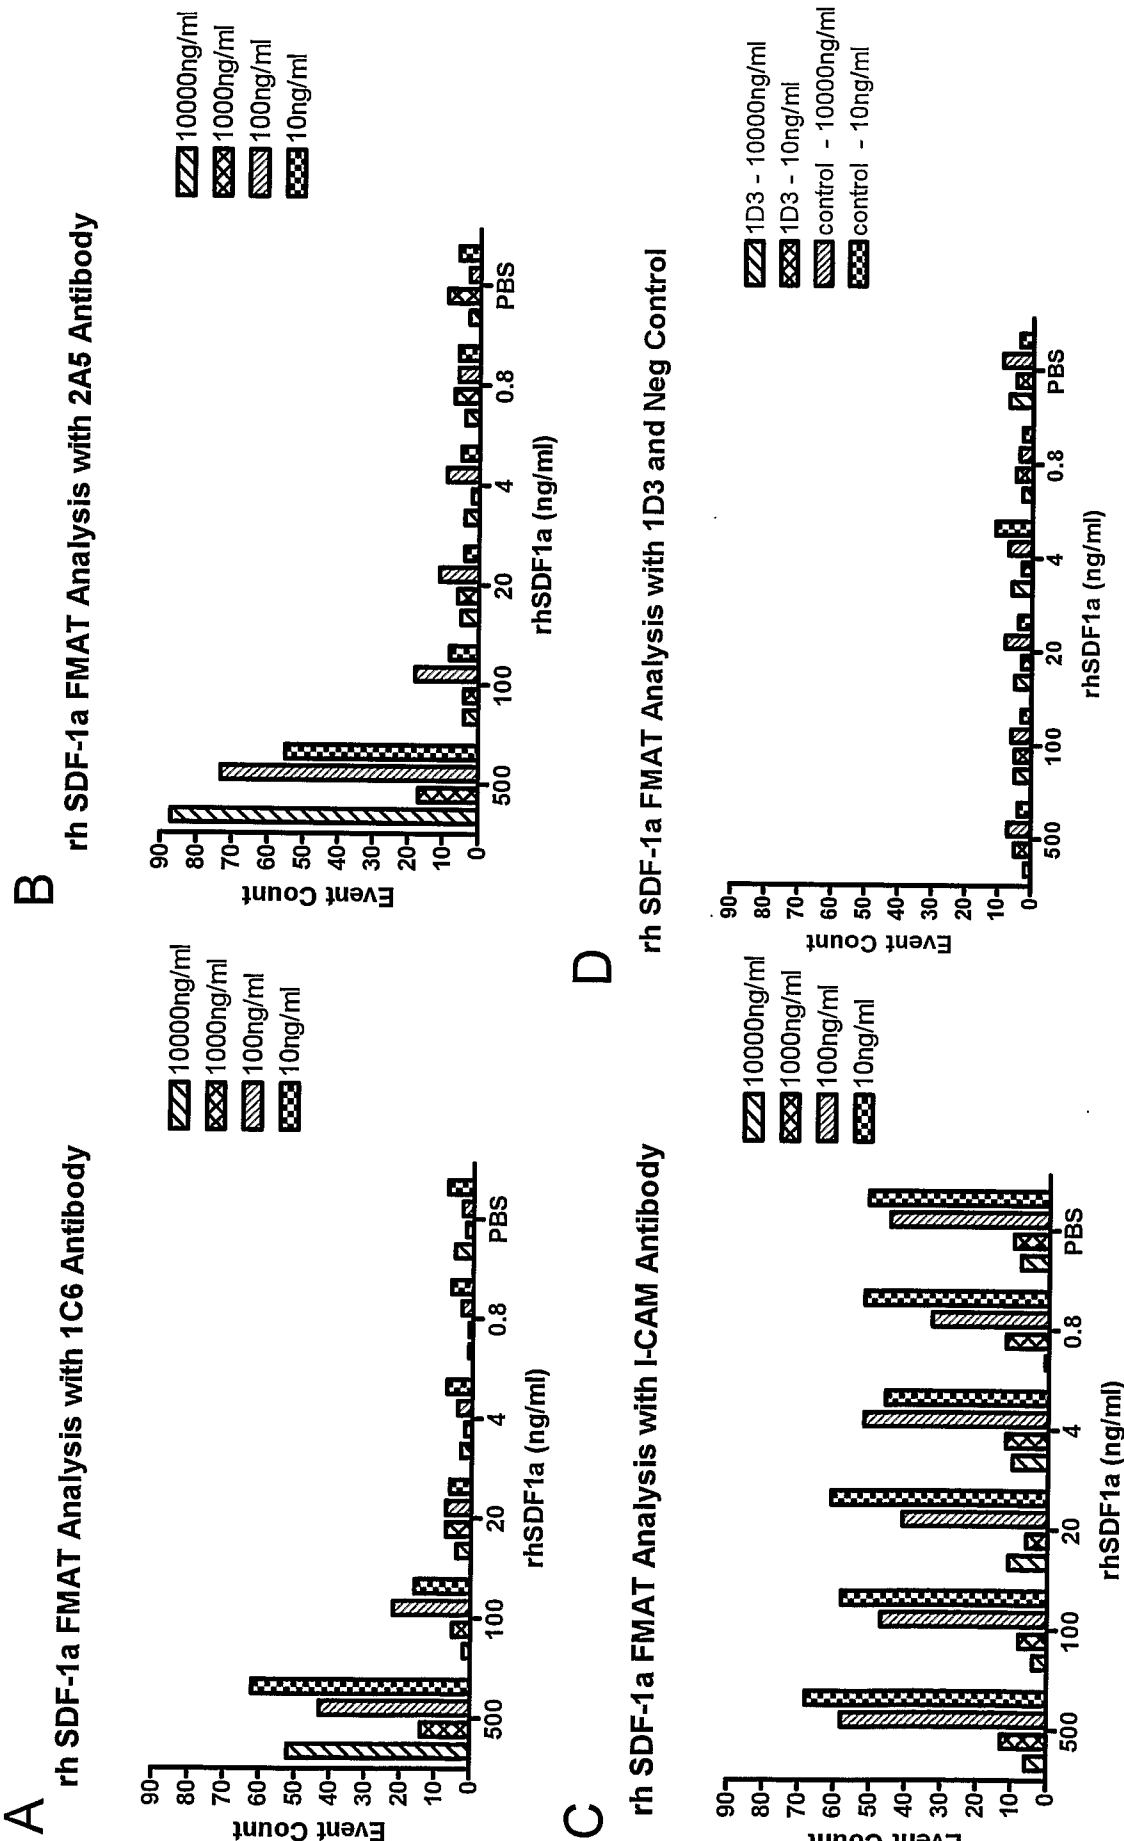 A
rh SDF-1a FMAT Analysis with 1C6 Antibody
10000ng/ml
1000ng/ml
100ng/ml
10ng/ml
Event Count
90
80
70
60
50
40
30
20
10
0
500
100
20
4
0.8
PBS
rhSDF1a (ng/ml)
B
rh SDF-1a FMAT Analysis with 2A5 Antibody
10000ng/ml
1000ng/ml
100ng/ml
10ng/ml
Event Count
90
80
70
60
50
40
30
20
10
0
500
100
20
4
0.8
PBS
rhSDF1a (ng/ml)
C
rh SDF-1a FMAT Analysis with I-CAM Antibody
10000ng/ml
1000ng/ml
100ng/ml
10ng/ml
Event Count
90
80
70
60
50
40
30
20
10
0
500
100
20
4
0.8
PBS
rhSDF1a (ng/ml)
D
rh SDF-1a FMAT Analysis with 1D3 and Neg Control
1D3 - 10000ng/ml
1D3 - 10ng/ml
control - 10000ng/ml
control - 10ng/ml
Event Count
90
80
70
60
50
40
30
20
10
0
500
100
20
4
0.8
PBS
rhSDF1a (ng/ml)